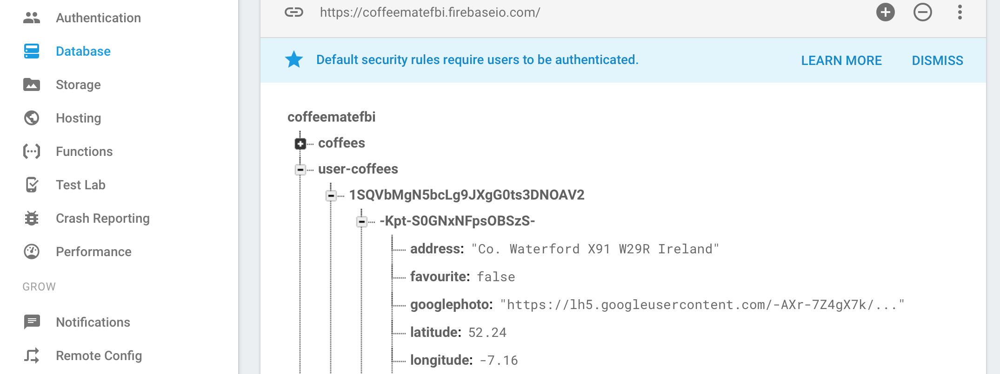 Authentication
Database
Storage
Hosting
Functions
Test Lab
Crash Reporting
Performance
GROW
Notifications
Remote Config
https://coffeematefbi.firebaseio.com/
Default security rules require users to be authenticated.
LEARN MORE
DISMISS
coffeematefbi
coffees
user-coffees
1SQVbMgN5bcLg9JXgG0ts3DNOAV2
-Kpt-S0GNxNFpsOBSzS-
address: "Co. Waterford X91 W29R Ireland"
favourite: false
googlephoto: "https://lh5.googleusercontent.com/-AXr-7Z4gX7k/..."
latitude: 52.24
longitude: -7.16